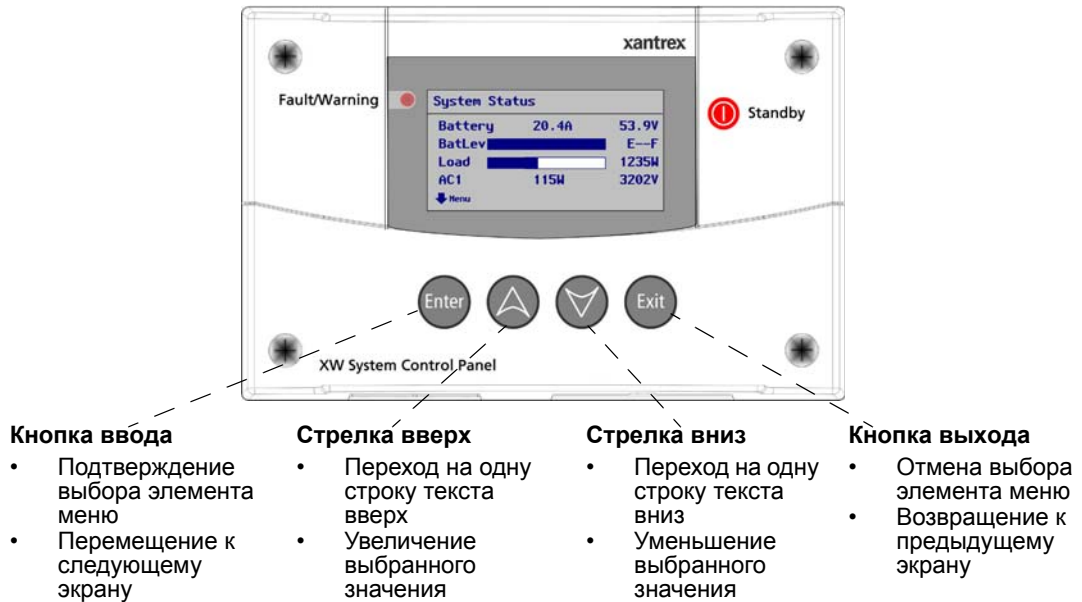 xantrex
Fault/Warning
Standby
System Status
Battery 20.4A 53.9V
BatLev E--F
Load 1235W
AC1 115W 3202V
Menu
Enter
Exit
XW System Control Panel
Кнопка ввода
• Подтверждение
выбора элемента
меню
• Перемещение к
следующему
экрану
Стрелка вверх
• Переход на одну
строку текста
вверх
• Увеличение
выбранного
значения
Стрелка вниз
• Переход на одну
строку текста
вниз
• Уменьшение
выбранного
значения
Кнопка выхода
• Отмена выбора
элемента меню
• Возвращение к
предыдущему
экрану